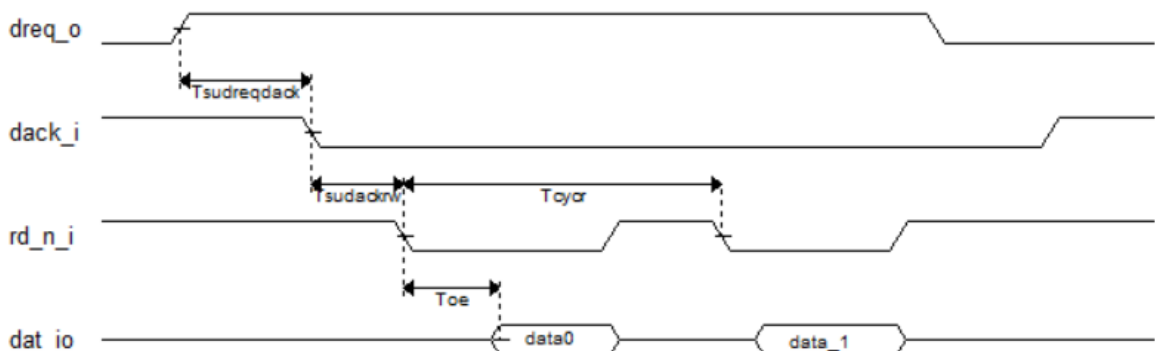 dreq_o
Tsudreqdack
dack_i
Tsudackrw
Tcycr
rd_n_i
Toe
dat_io
data0
data_1